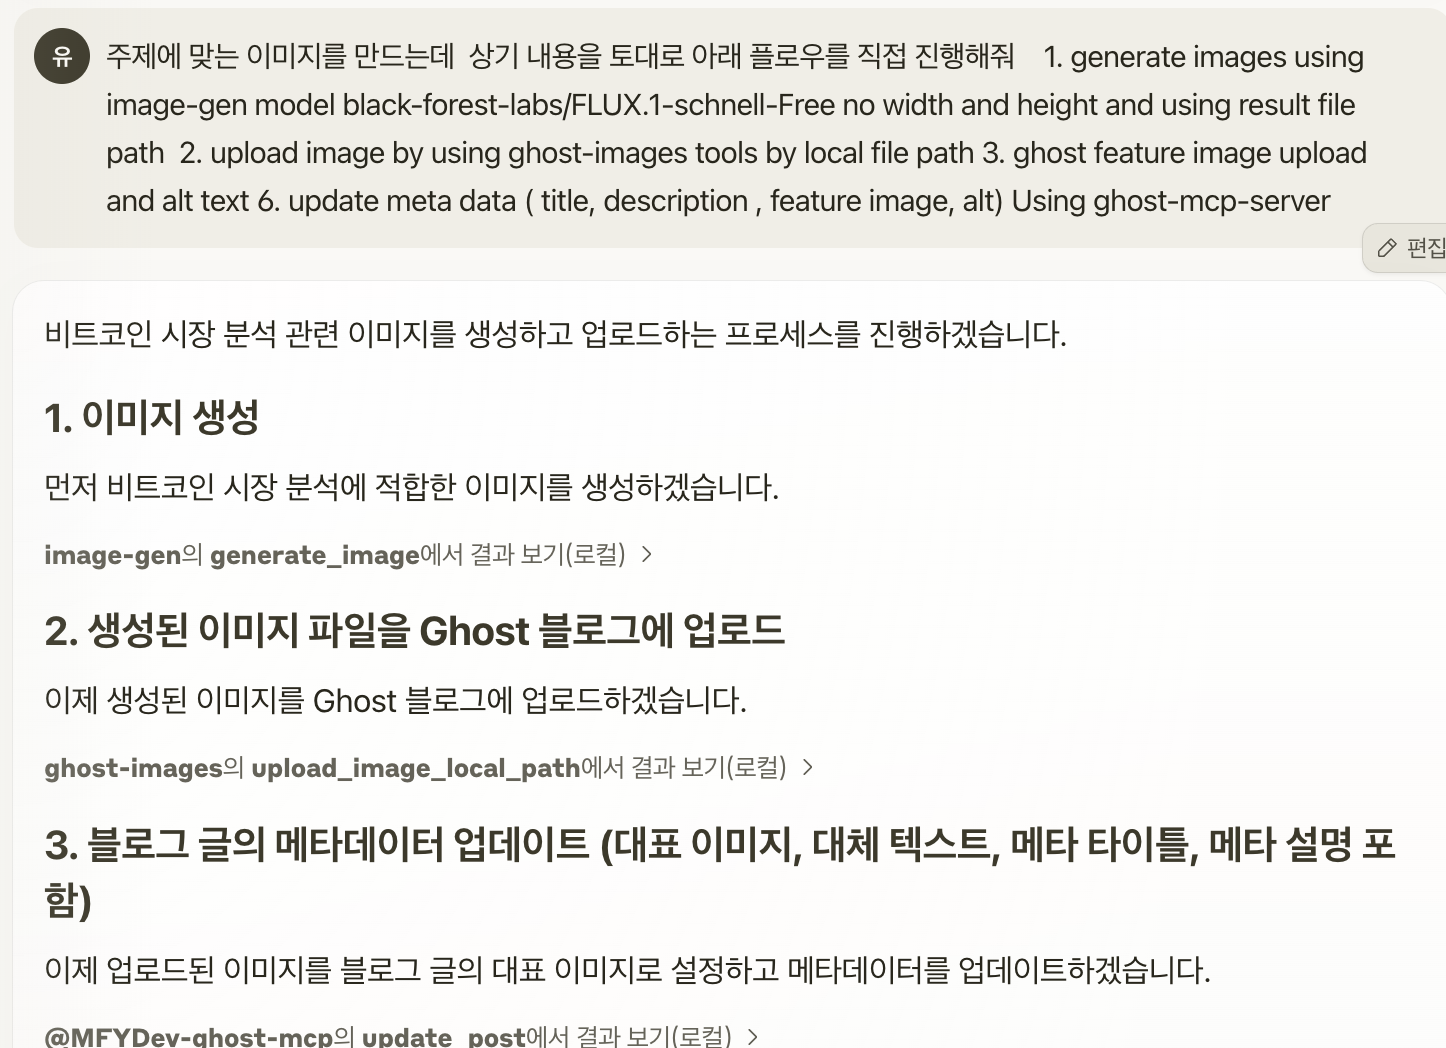 유
주제에 맞는 이미지를 만드는데  상기 내용을 토대로 아래 플로우를 직접 진행해줘    1. generate images using
image-gen model black-forest-labs/FLUX.1-schnell-Free no width and height and using result file
path  2. upload image by using ghost-images tools by local file path 3. ghost feature image upload
and alt text 6. update meta data ( title, description , feature image, alt) Using ghost-mcp-server
편집
비트코인 시장 분석 관련 이미지를 생성하고 업로드하는 프로세스를 진행하겠습니다.
1. 이미지 생성
먼저 비트코인 시장 분석에 적합한 이미지를 생성하겠습니다.
image-gen의 generate_image에서 결과 보기(로컬)
2. 생성된 이미지 파일을 Ghost 블로그에 업로드
이제 생성된 이미지를 Ghost 블로그에 업로드하겠습니다.
ghost-images의 upload_image_local_path에서 결과 보기(로컬)
3. 블로그 글의 메타데이터 업데이트 (대표 이미지, 대체 텍스트, 메타 타이틀, 메타 설명 포
함)
이제 업로드된 이미지를 블로그 글의 대표 이미지로 설정하고 메타데이터를 업데이트하겠습니다.
@MFYDev-ghost-mcp의 update_post에서 결과 보기(로컬)